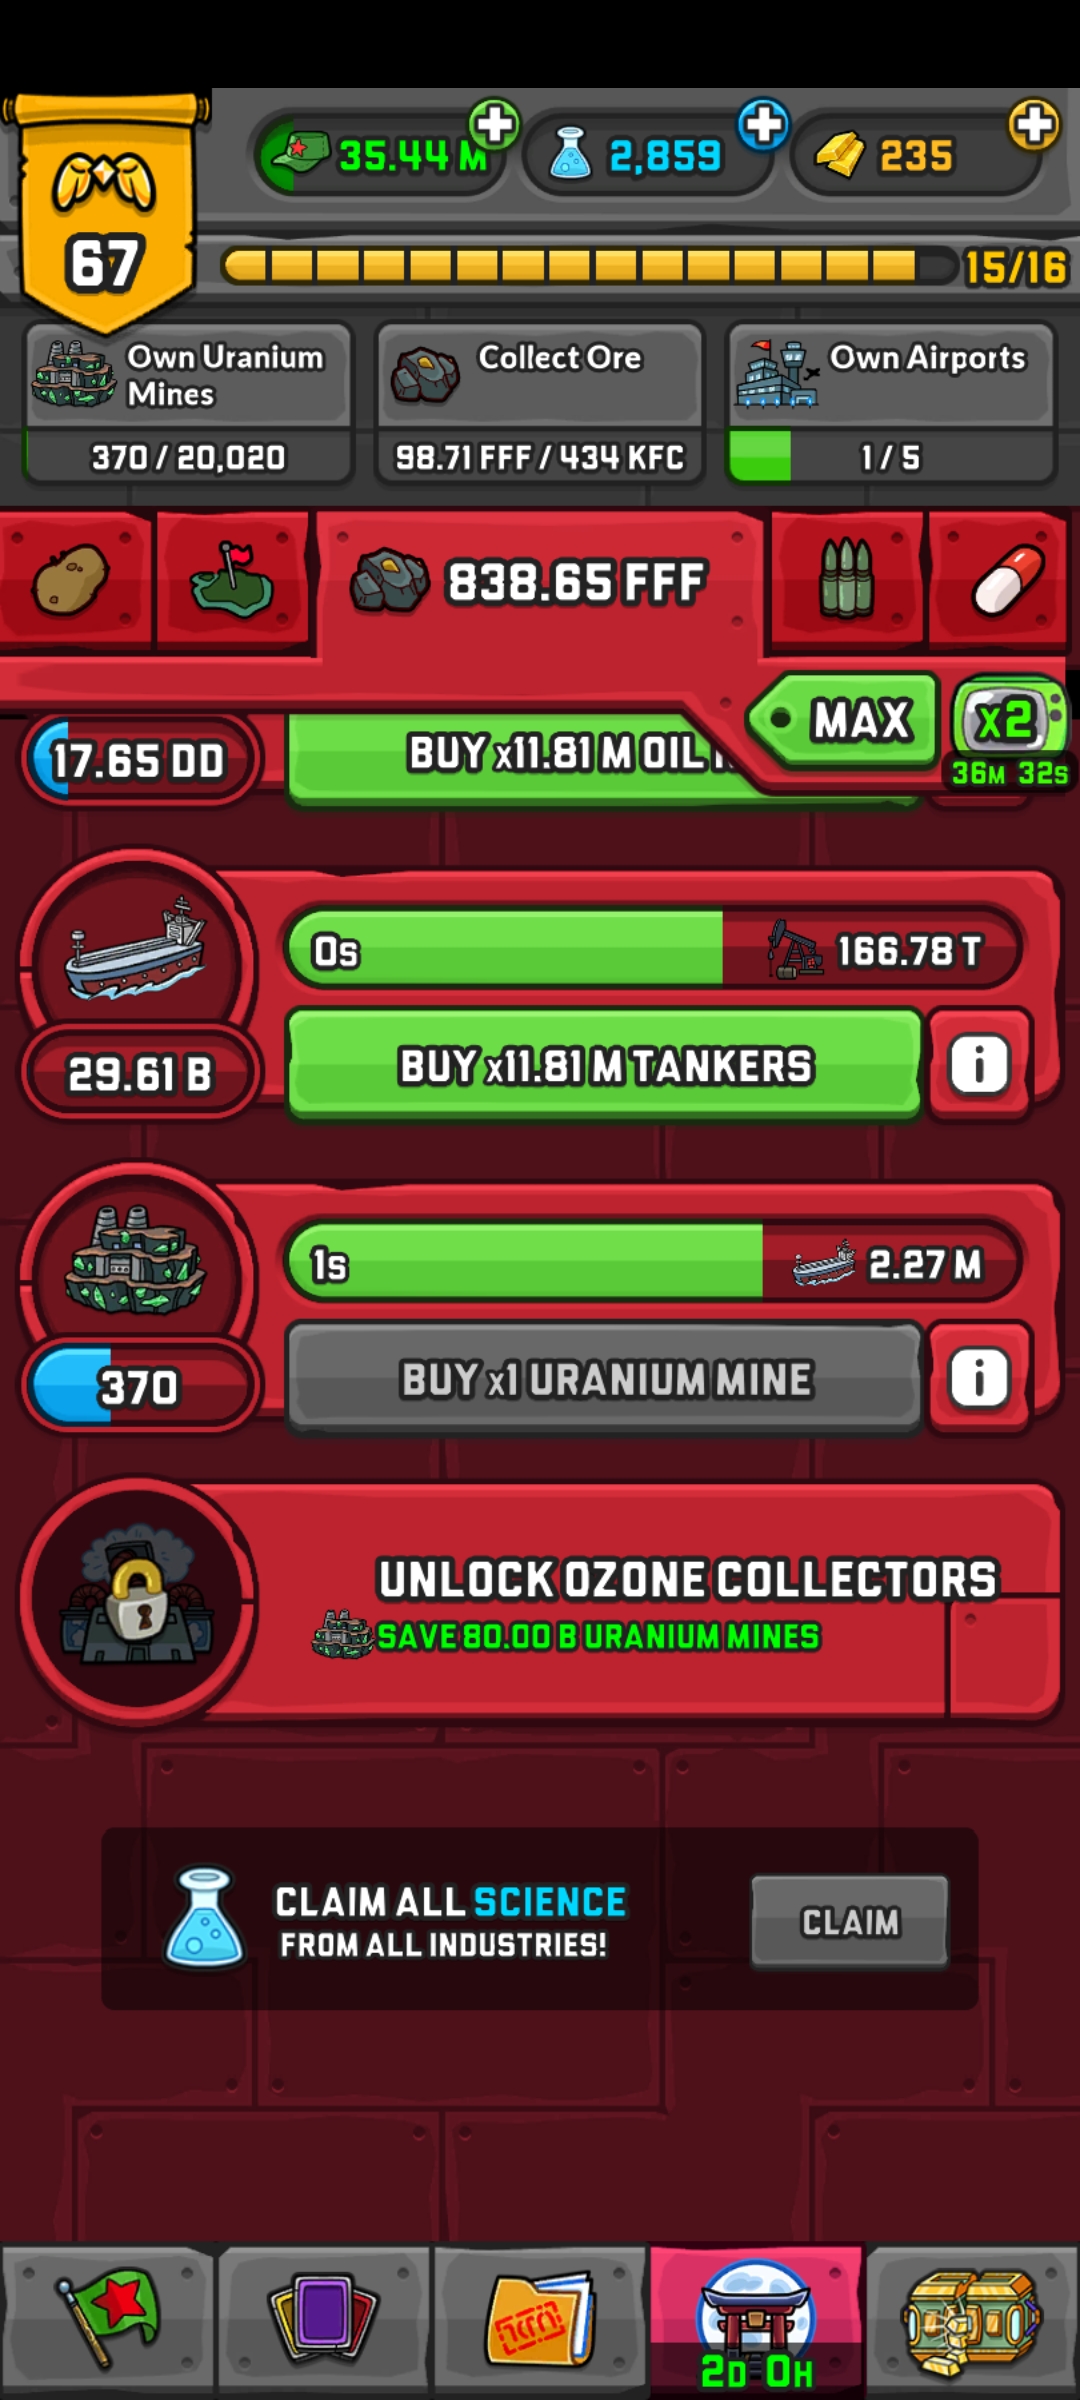 35.44 M
2,859
235
67
15/16
Own Uranium
Mines
370 / 20,020
Collect Ore
98.71 FFF / 434 KFC
Own Airports
1 / 5
838.65 FFF
MAX
x2
36M 32S
17.65 DD
BUY x11.81 M OIL
0s
166.78 T
29.61 B
BUY x11.81 M TANKERS
i
1s
2.27 M
370
BUY x1 URANIUM MINE
i
UNLOCK OZONE COLLECTORS
SAVE 80.00 B URANIUM MINES
CLAIM ALL SCIENCE
FROM ALL INDUSTRIES!
CLAIM
2D 0H